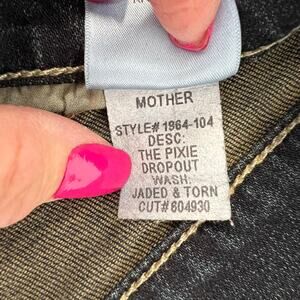 MOTHER
STYLE# 1964-104
DESC.
THE PIXIE
DROPOUT
WASH.
JADED & TORN
CUT# 604930